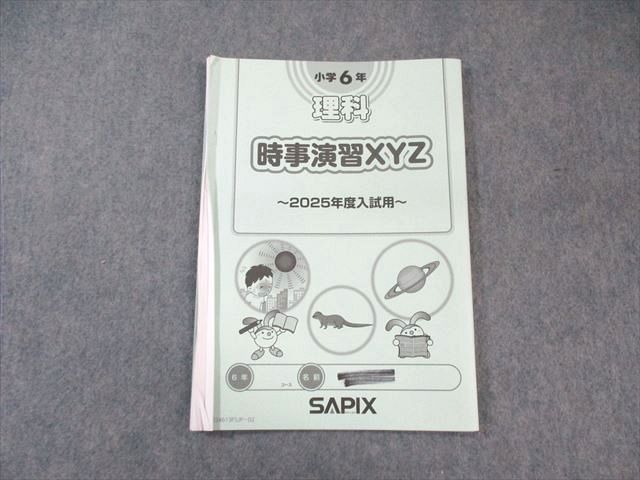 小学6年
理科
時事演習XYZ
～2025年度入試用～
6年
コース
名前
SAPIX